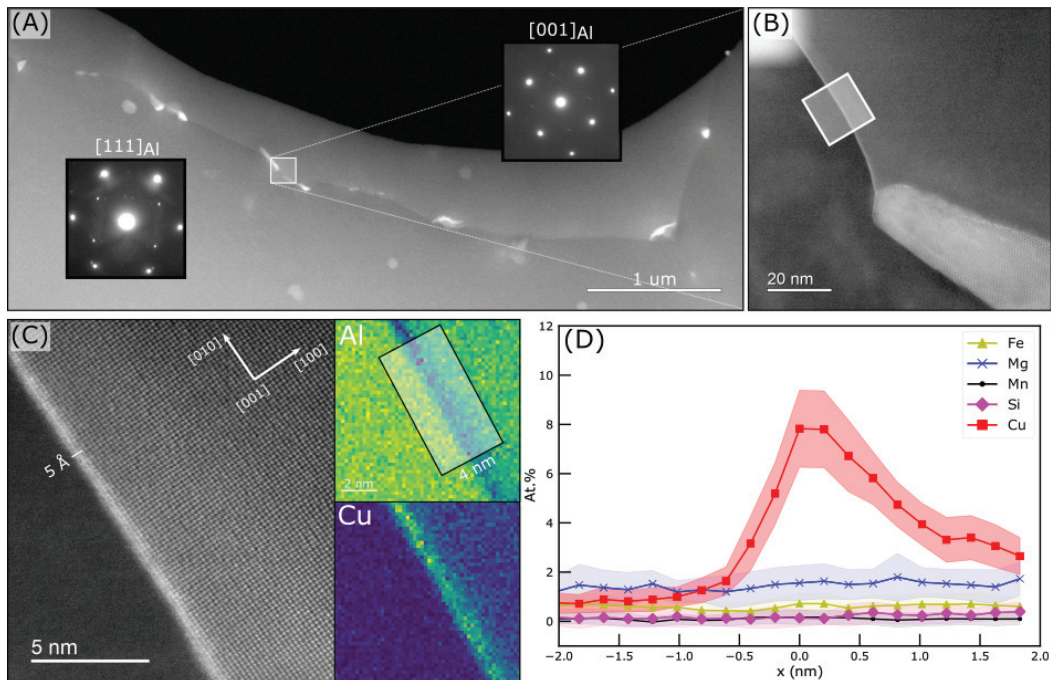 (A)
[001]Al
[111]Al
1 um
(B)
20 nm
(C)
[010]
[100]
[001]
5 Å
5 nm
Al
4 nm
2 nm
Cu
(D)
At.%
12
10
8
6
4
2
0
Fe
Mg
Mn
Si
Cu
−2.0 −1.5 −1.0 −0.5 0.0 0.5 1.0 1.5 2.0
x (nm)